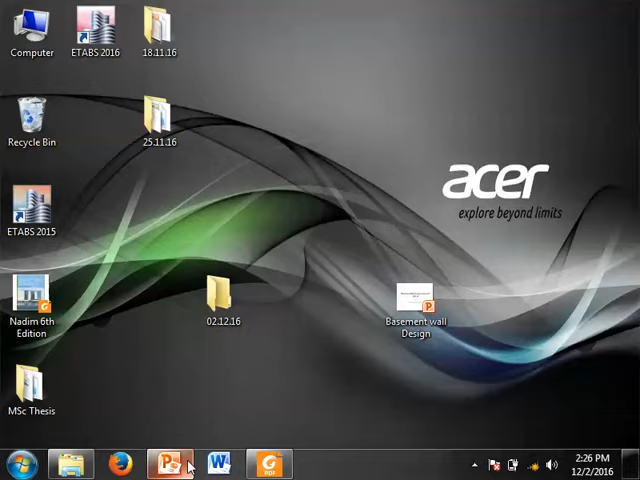 Computer
ETABS 2016
18.11.16
Recycle Bin
25.11.16
acer
explore beyond limits
ETABS 2015
Nadim 6th
Edition
02.12.16
Basement wall
Design
MSc Thesis
PDF
2:26 PM
12/2/2016